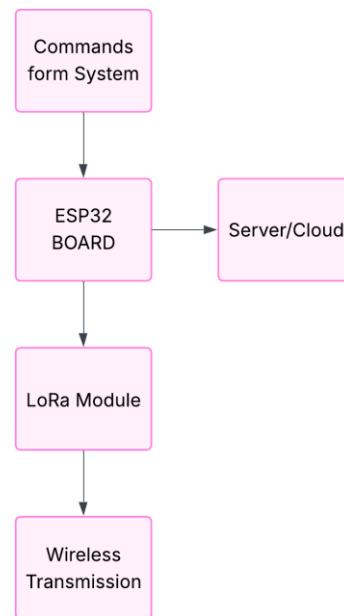 Commands
form System
ESP32
BOARD
Server/Cloud
LoRa Module
Wireless
Transmission